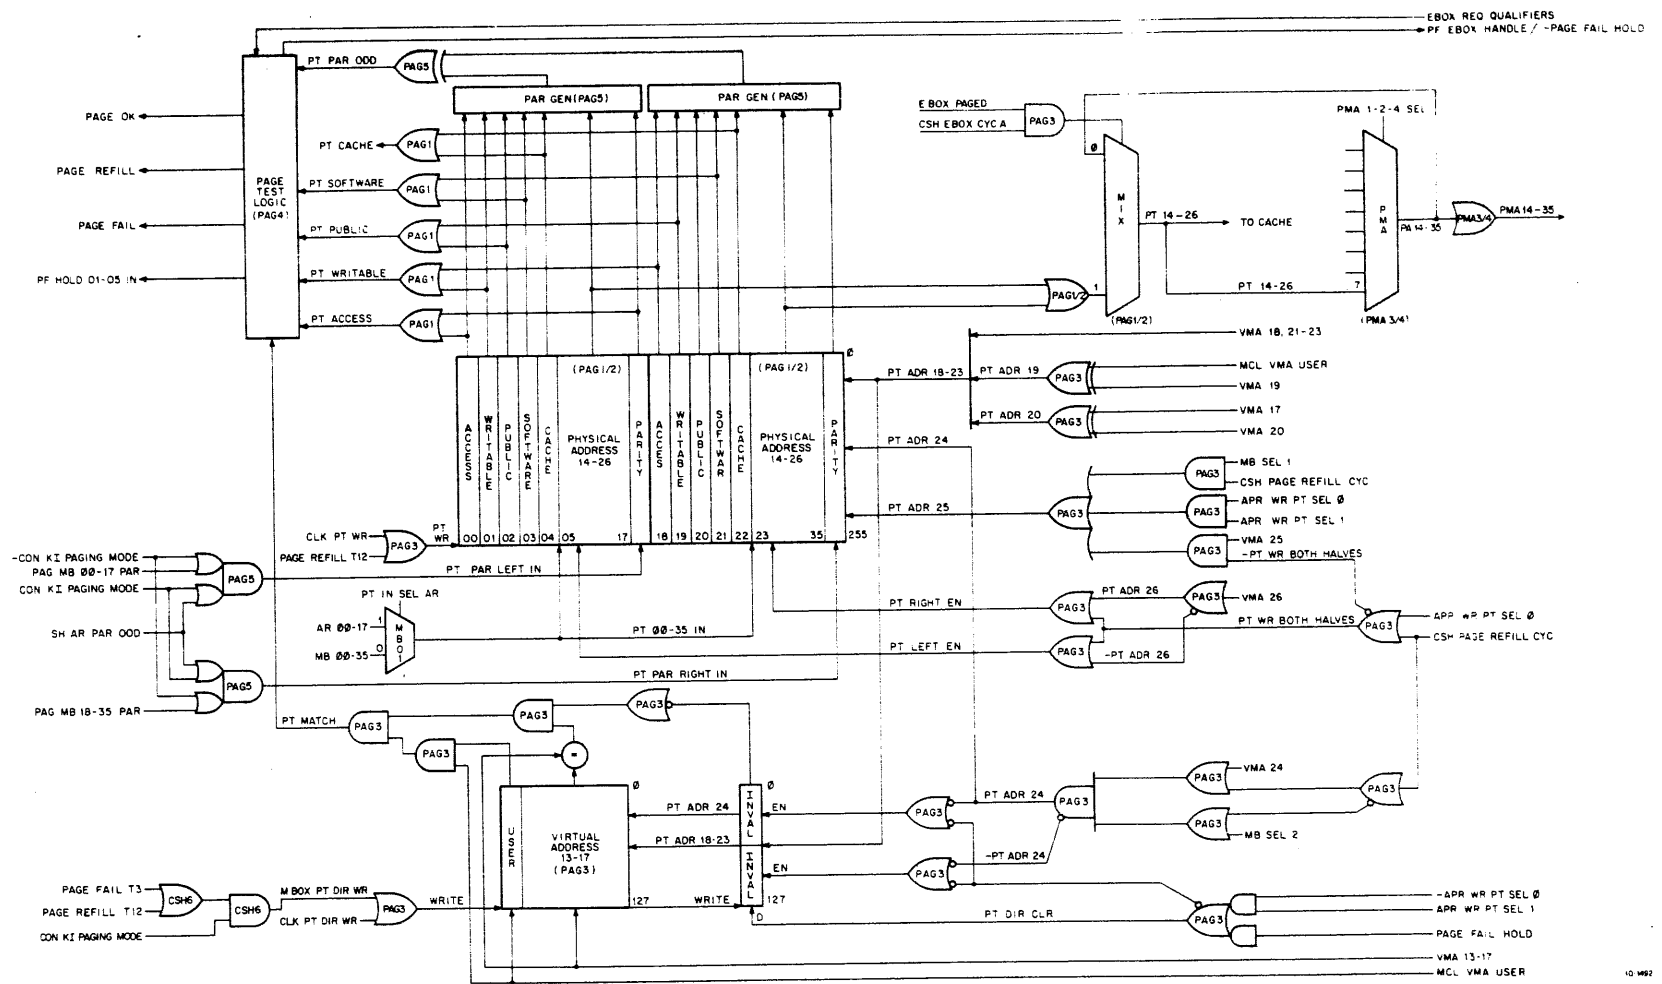 EBOX REQ QUALIFIERS
PF EBOX HANDLE / -PAGE FAIL HOLD
PT PAR ODD
PAG5
PAR GEN(PAG5)
PAR GEN (PAG5)
PAGE OK
PAGE REFILL
PAGE FAIL
PF HOLD 01-05 IN
PAGE
TEST
LOGIC
(PAG4)
PT CACHE
PAG1
PT SOFTWARE
PAG1
PT PUBLIC
PAG1
PT WRITABLE
PAG1
PT ACCESS
PAG1
EBOX PAGED
CSH EBOX CYC A
PAG3
Ø
MIX
1
PAG1/2
(PAG1/2)
PT 14-26
TO CACHE
PT 14-26
PMA 1-2-4 SEL
PMA
7
(PMA 3/4)
PA 14-35
PMA3/4
PMA14-35
VMA 18, 21-23
MCL VMA USER
VMA 19
PAG3
PT ADR 19
PT ADR 18-23
VMA 17
VMA 20
PAG3
PT ADR 20
PT ADR 24
PT ADR 25
(PAG1/2)
(PAG1/2)
Ø
ACCESS
WRITABLE
PUBLIC
SOFTWARE
CACHE
PHYSICAL
ADDRESS
14-26
PARITY
ACCES
WRITABLE
PUBLIC
SOFTWAR
CACHE
PHYSICAL
ADDRESS
14-26
PARITY
00 01 02 03 04 05 17 18 19 20 21 22 23 35 255
MB SEL 1
CSH PAGE REFILL CYC
PAG3
APR WR PT SEL Ø
APR WR PT SEL 1
PAG3
PAG3
VMA 25
-PT WR BOTH HALVES
PAG3
CLK PT WR
PAGE REFILL T12
PAG3
PT
WR
-CON KI PAGING MODE
PAG MB 00-17 PAR
CON KI PAGING MODE
PAG5
PT PAR LEFT IN
SH AR PAR ODD
PAG5
PAG MB 18-35 PAR
PT PAR RIGHT IN
PT IN SEL AR
AR 00-17
1
MB ØØ-35
0
MBO1
PT 00-35 IN
PT RIGHT EN
PAG3
PT ADR 26
PAG3
VMA 26
PT LEFT EN
PAG3
-PT ADR 26
PT WR BOTH HALVES
PAG3
APR WR PT SEL Ø
CSH PAGE REFILL CYC
PT MATCH
PAG3
PAG3
PAG3
PAG3
=
USER
VIRTUAL
ADDRESS
13-17
(PAG3)
Ø
127
PT ADR 24
PT ADR 18-23
WRITE
INVAL
INVAL
Ø
127
D
EN
EN
PAG3
PAG3
PT ADR 24
-PT ADR 24
PAG3
PAG3
VMA 24
PAG3
MB SEL 2
PAG3
PT DIR CLR
PAG3
-APR WR PT SEL Ø
APR WR PT SEL 1
PAGE FAIL HOLD
PAGE FAIL T3
PAGE REFILL T12
CSH6
CON KI PAGING MODE
CSH6
MBOX PT DIR WR
CLK PT DIR WR
PAG3
WRITE
VMA 13-17
MCL VMA USER